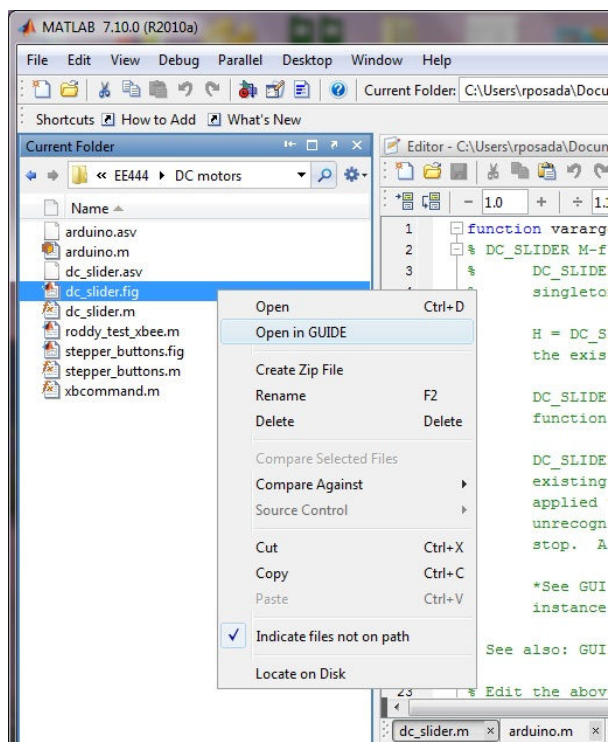 MATLAB 7.10.0 (R2010a)
File Edit View Debug Parallel Desktop Window Help
Current Folder: C:\Users\rposada\Docu
Shortcuts How to Add What's New
Current Folder
« EE444 DC motors
Name
arduino.asv
arduino.m
dc_slider.asv
dc_slider.fig
dc_slider.m
roddy_test_xbee.m
stepper_buttons.fig
stepper_buttons.m
xbcommand.m
Open Ctrl+D
Open in GUIDE
Create Zip File
Rename F2
Delete Delete
Compare Selected Files
Compare Against
Source Control
Cut Ctrl+X
Copy Ctrl+C
Paste Ctrl+V
Indicate files not on path
Locate on Disk
Editor - C:\Users\rposada\Docun
- 1.0 + ÷ 1.
1 function vararg
2 % DC_SLIDER M-f
3 % DC_SLIDE
singleto
H = DC_S
the exis
DC_SLIDE
function
DC_SLIDE
existing
applied
unrecogn
stop. A
*See GUI
instance
See also: GUI
23 % Edit the abov
dc_slider.m × arduino.m ×